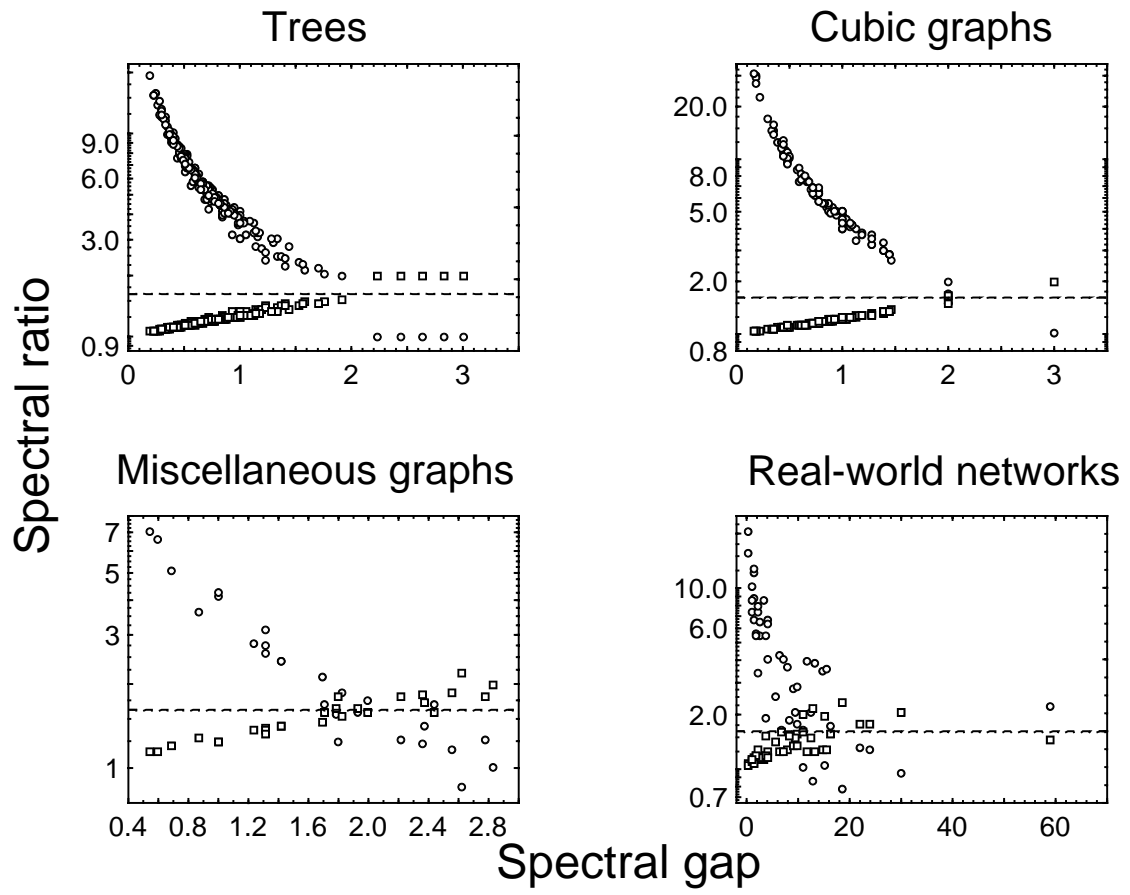 Trees
Cubic graphs
9.0
6.0
3.0
0.9
0 1 2 3
20.0
8.0
5.0
2.0
0.8
0 1 2 3
Spectral ratio
Miscellaneous graphs
Real-world networks
7
5
3
1
0.4 0.8 1.2 1.6 2.0 2.4 2.8
10.0
6.0
2.0
0.7
0 20 40 60
Spectral gap